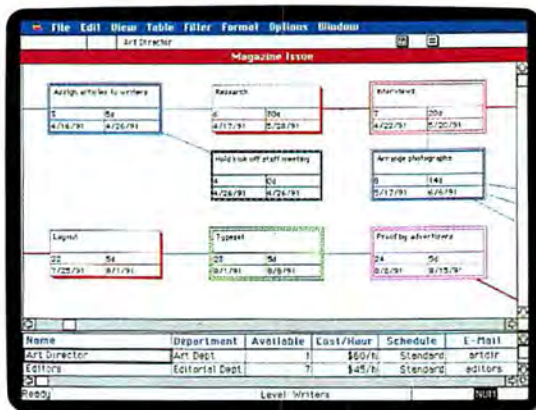 File Edit View Table Filter Format Options Window
Art Director
Magazine Issue
Assign articles to writers
Research
Interviews
3 5d
6 30d
7 20d
4/16/91 4/26/91
4/17/91 5/28/91
4/22/91 5/20/91
Hold kick off staff meeting
Arrange photographs
4 0d
8 14d
4/26/91 4/26/91
5/17/91 6/6/91
Layout
Typeset
Proof by advertizers
22 5d
23 5d
24 5d
7/25/91 8/1/91
8/1/91 8/8/91
8/8/91 8/15/91
Name Department Available Cost/Hour Schedule E-Mail
Art Director Art Dept. 1 $60/h Standard artdir
Editors Editorial Dept. 7 $45/h Standard editors
Ready Level: Writers NUM